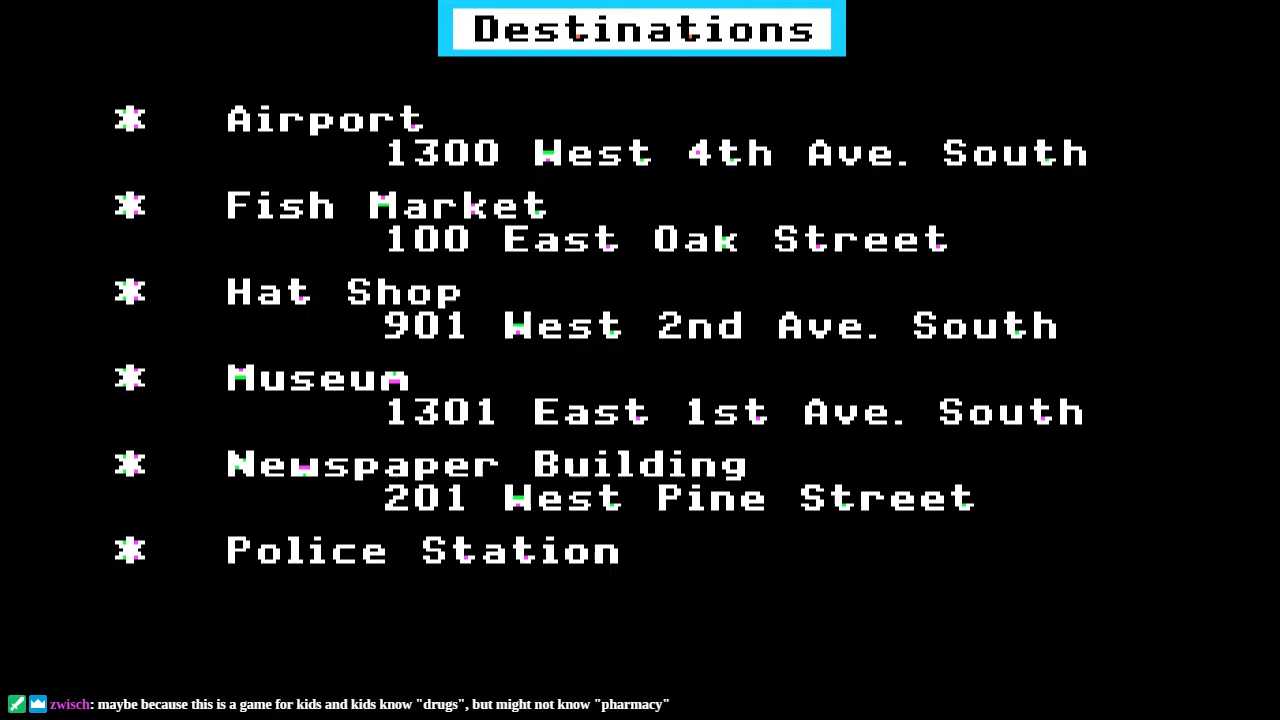 Destinations
* Airport
1300 West 4th Ave. South
* Fish Market
100 East Oak Street
* Hat Shop
901 West 2nd Ave. South
* Museum
1301 East 1st Ave. South
* Newspaper Building
201 West Pine Street
* Police Station
zwisch: maybe because this is a game for kids and kids know "drugs", but might not know "pharmacy"